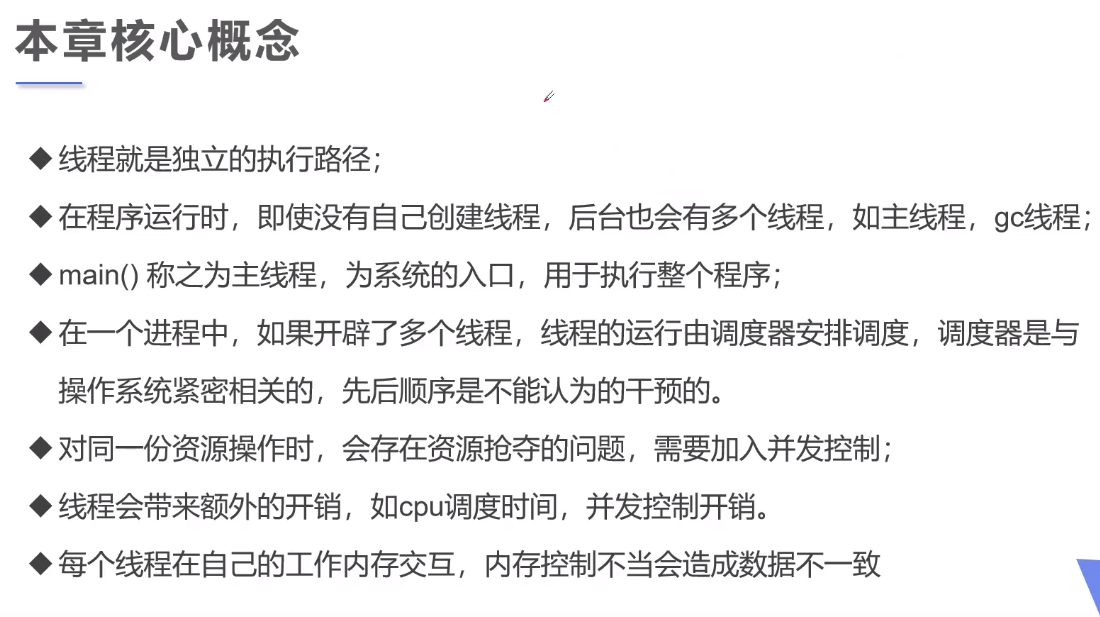 本章核心概念
◆线程就是独立的执行路径；
◆在程序运行时，即使没有自己创建线程，后台也会有多个线程，如主线程，gc线程；
◆main() 称之为主线程，为系统的入口，用于执行整个程序；
◆在一个进程中，如果开辟了多个线程，线程的运行由调度器安排调度，调度器是与
操作系统紧密相关的，先后顺序是不能认为的干预的。
◆对同一份资源操作时，会存在资源抢夺的问题，需要加入并发控制；
◆线程会带来额外的开销，如cpu调度时间，并发控制开销。
◆每个线程在自己的工作内存交互，内存控制不当会造成数据不一致